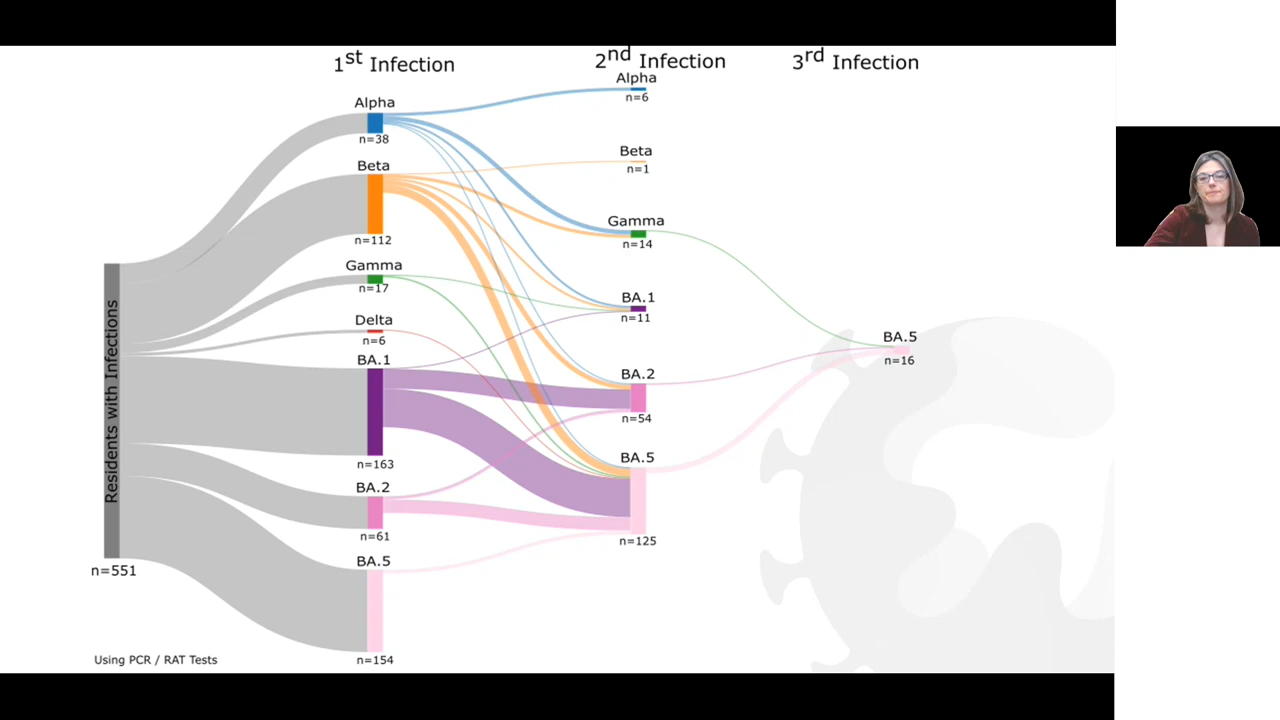 1st Infection
2nd Infection
3rd Infection
Alpha
n=38
Beta
n=112
Gamma
n=17
Delta
n=6
BA.1
n=163
BA.2
n=61
BA.5
n=154
Alpha
n=6
Beta
n=1
Gamma
n=14
BA.1
n=11
BA.2
n=54
BA.5
n=125
BA.5
n=16
Residents with Infections
n=551
Using PCR / RAT Tests